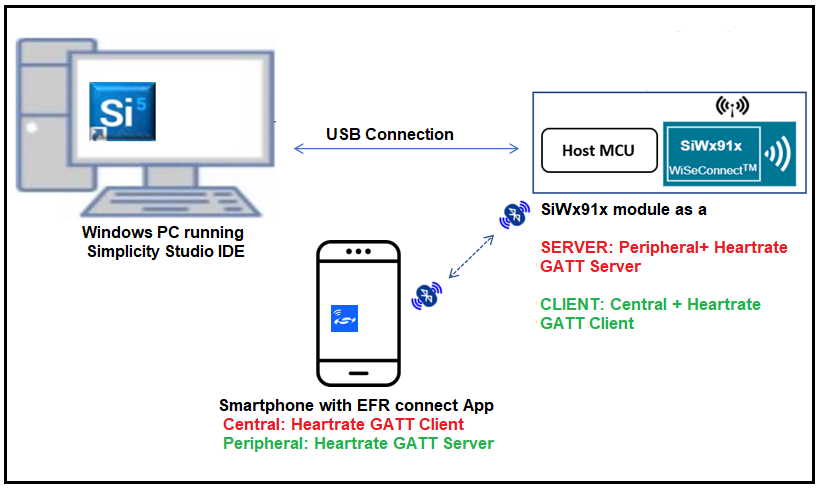 Si 5
USB Connection
Host MCU
SiWx91x
WiSeConnect™
Windows PC running
Simplicity Studio IDE
SiWx91x module as a
SERVER: Peripheral+ Heartrate
GATT Server
CLIENT: Central + Heartrate
GATT Client
Smartphone with EFR connect App
Central: Heartrate GATT Client
Peripheral: Heartrate GATT Server